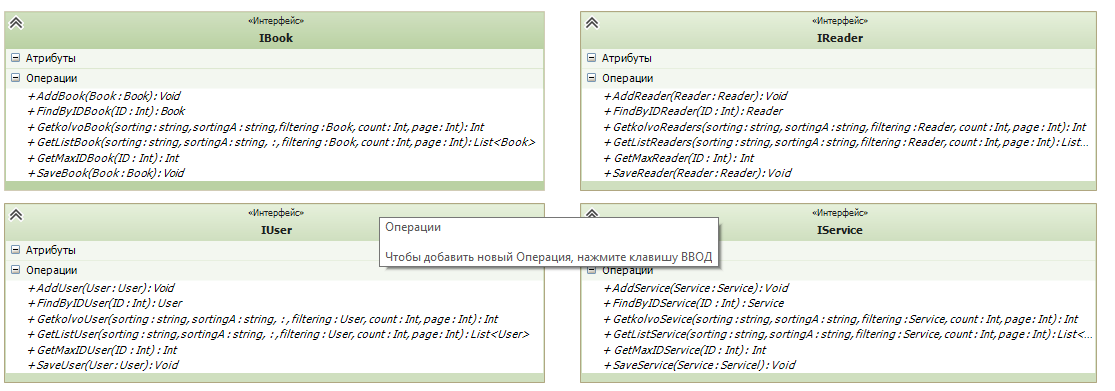 «Интерфейс»
IBook
Атрибуты
Операции
+ AddBook(Book : Book) : Void
+ FindByIDBook(ID : Int) : Book
+ GetkolvoBook(sorting : string,sortingA : string,filtering : Book, count : Int, page : Int) : Int
+ GetListBook(sorting : string,sortingA : string, : ,filtering : Book, count : Int, page : Int) : List<Book>
+ GetMaxIDBook(ID : Int) : Int
+ SaveBook(Book : Book) : Void
«Интерфейс»
IReader
Атрибуты
Операции
+ AddReader(Reader : Reader) : Void
+ FindByIDReader(ID : Int) : Reader
+ GetkolvoReaders(sorting : string,sortingA : string,filtering : Reader, count : Int, page : Int) : Int
+ GetListReaders(sorting : string,sortingA : string,filtering : Reader, count : Int, page : Int) : List...
+ GetMaxReader(ID : Int) : Int
+ SaveReader(Reader : Reader) : Void
«Интерфейс»
IUser
Атрибуты
Операции
+ AddUser(User : User) : Void
+ FindByIDUser(ID : Int) : User
+ GetkolvoUser(sorting : string,sortingA : string, : ,filtering : User, count : Int, page : Int) : Int
+ GetListUser(sorting : string,sortingA : string, : ,filtering : User, count : Int, page : Int) : List<User>
+ GetMaxIDUser(ID : Int) : Int
+ SaveUser(User : User) : Void
Операции
Чтобы добавить новый Операция, нажмите клавишу ВВОД
«Интерфейс»
IService
Операции
+ AddService(Service : Service) : Void
+ FindByIDService(ID : Int) : Service
+ GetkolvoSevice(sorting : string,sortingA : string,filtering : Service, count : Int, page : Int) : Int
+ GetListService(sorting : string,sortingA : string,filtering : Service, count : Int, page : Int) : List<...
+ GetMaxIDService(ID : Int) : Int
+ SaveService(Service : Servicel) : Void